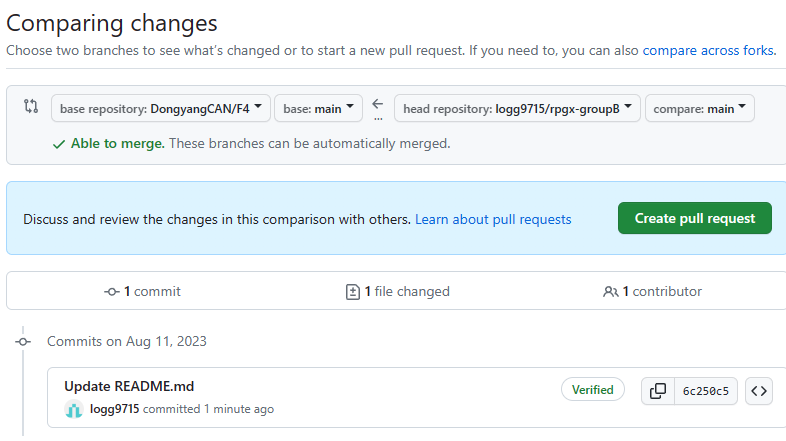 Comparing changes
Choose two branches to see what's changed or to start a new pull request. If you need to, you can also compare across forks.
base repository: DongyangCAN/F4 base: main ... head repository: logg9715/rpgx-groupB compare: main
Able to merge. These branches can be automatically merged.
Discuss and review the changes in this comparison with others. Learn about pull requests Create pull request
1 commit 1 file changed 1 contributor
Commits on Aug 11, 2023
Update README.md Verified 6c250c5
logg9715 committed 1 minute ago